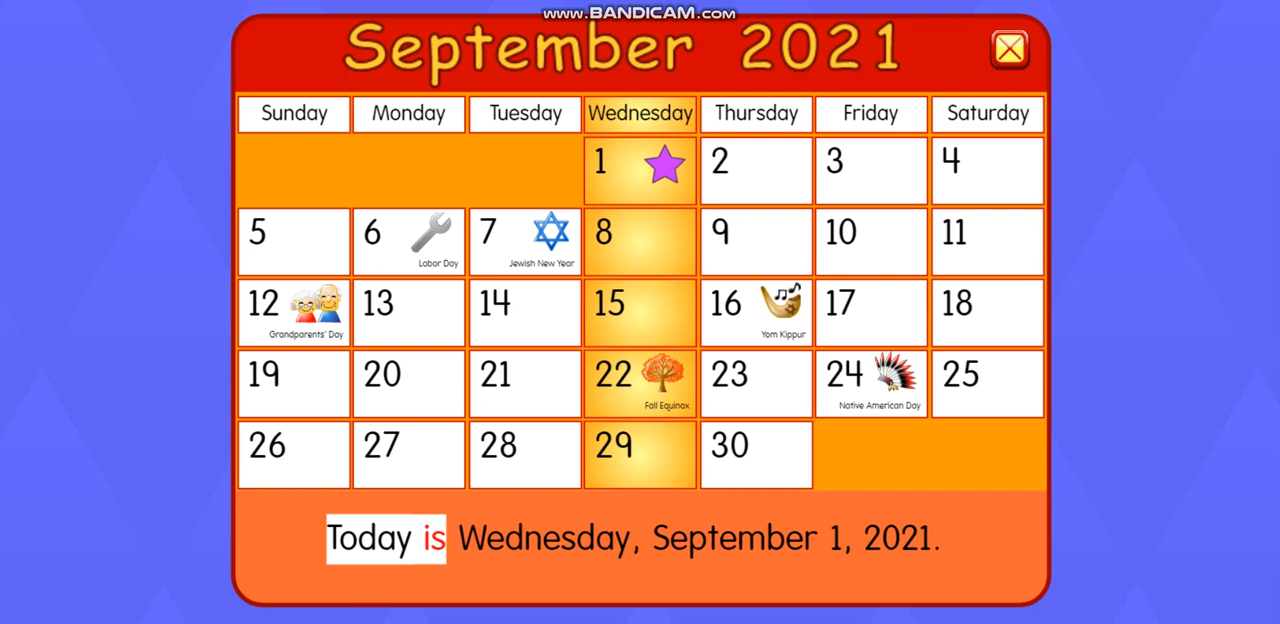 www.BANDICAM.com
September 2021
Sunday Monday Tuesday Wednesday Thursday Friday Saturday
1 2 3 4
5 6 7 8 9 10 11
Labor Day Jewish New Year
12 13 14 15 16 17 18
Grandparents' Day Yom Kippur
19 20 21 22 23 24 25
Fall Equinox Native American Day
26 27 28 29 30
Today is Wednesday, September 1, 2021.